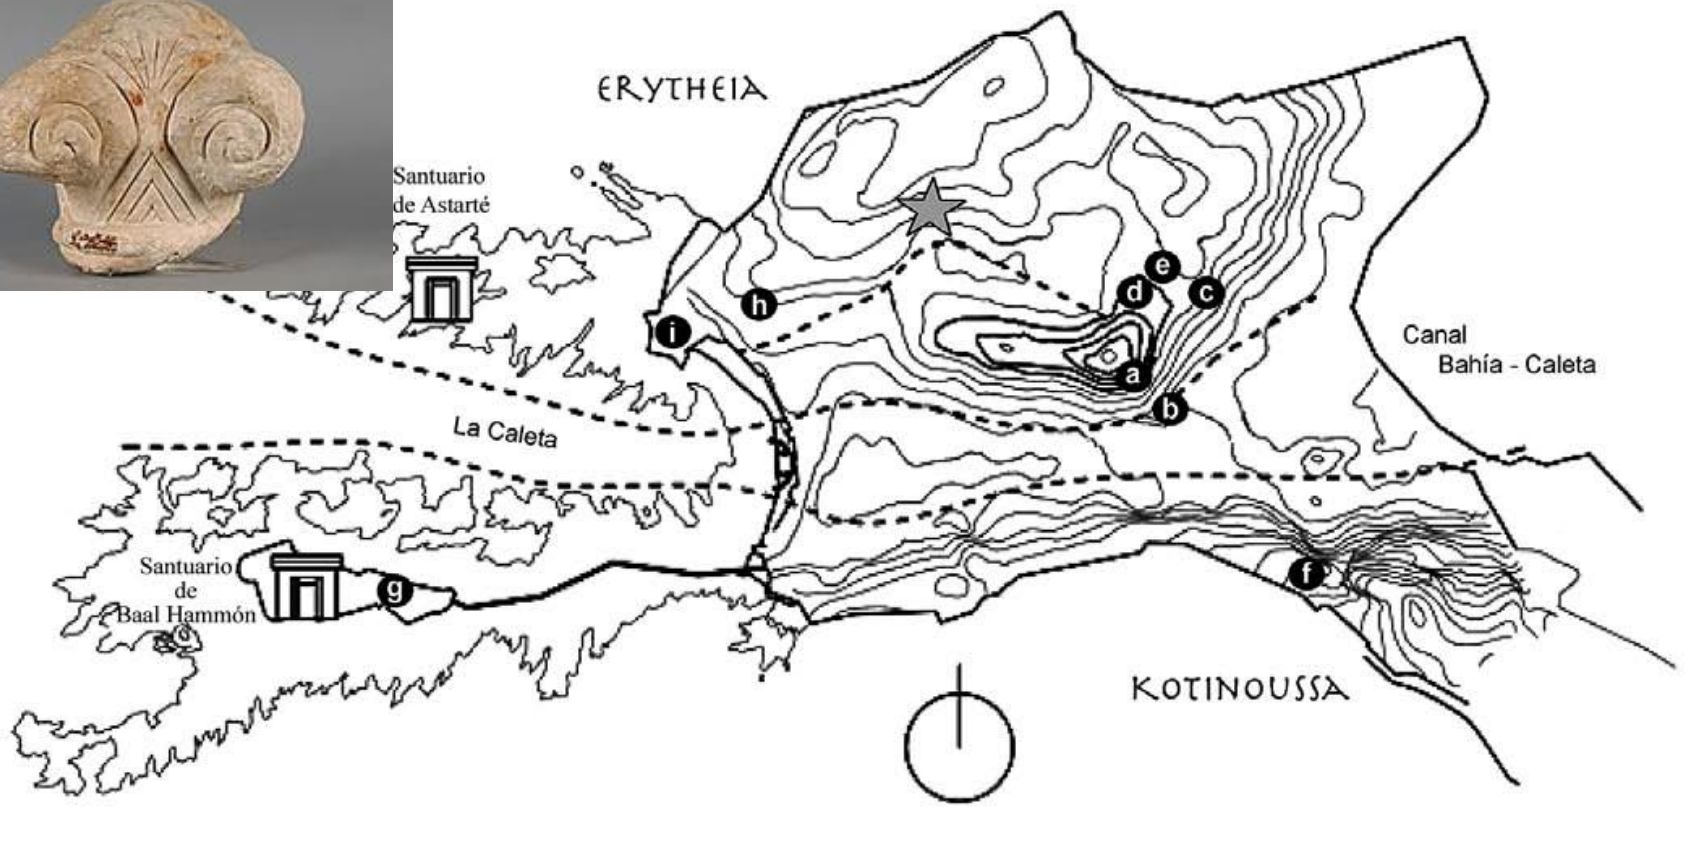 ERYTHEIA
Santuario
de Astarté
e
d
c
h
i
Canal
Bahía - Caleta
a
b
La Caleta
Santuario
de
Baal Hammón
g
f
KOTINOUSSA